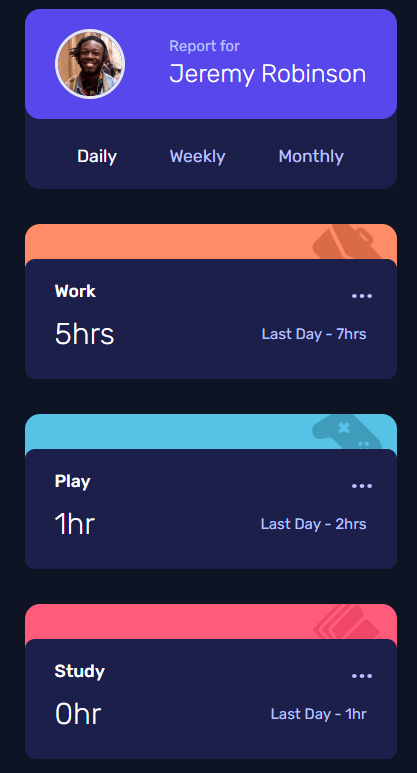 Report for
Jeremy Robinson
Daily Weekly Monthly
Work
5hrs Last Day - 7hrs
Play
1hr Last Day - 2hrs
Study
0hr Last Day - 1hr